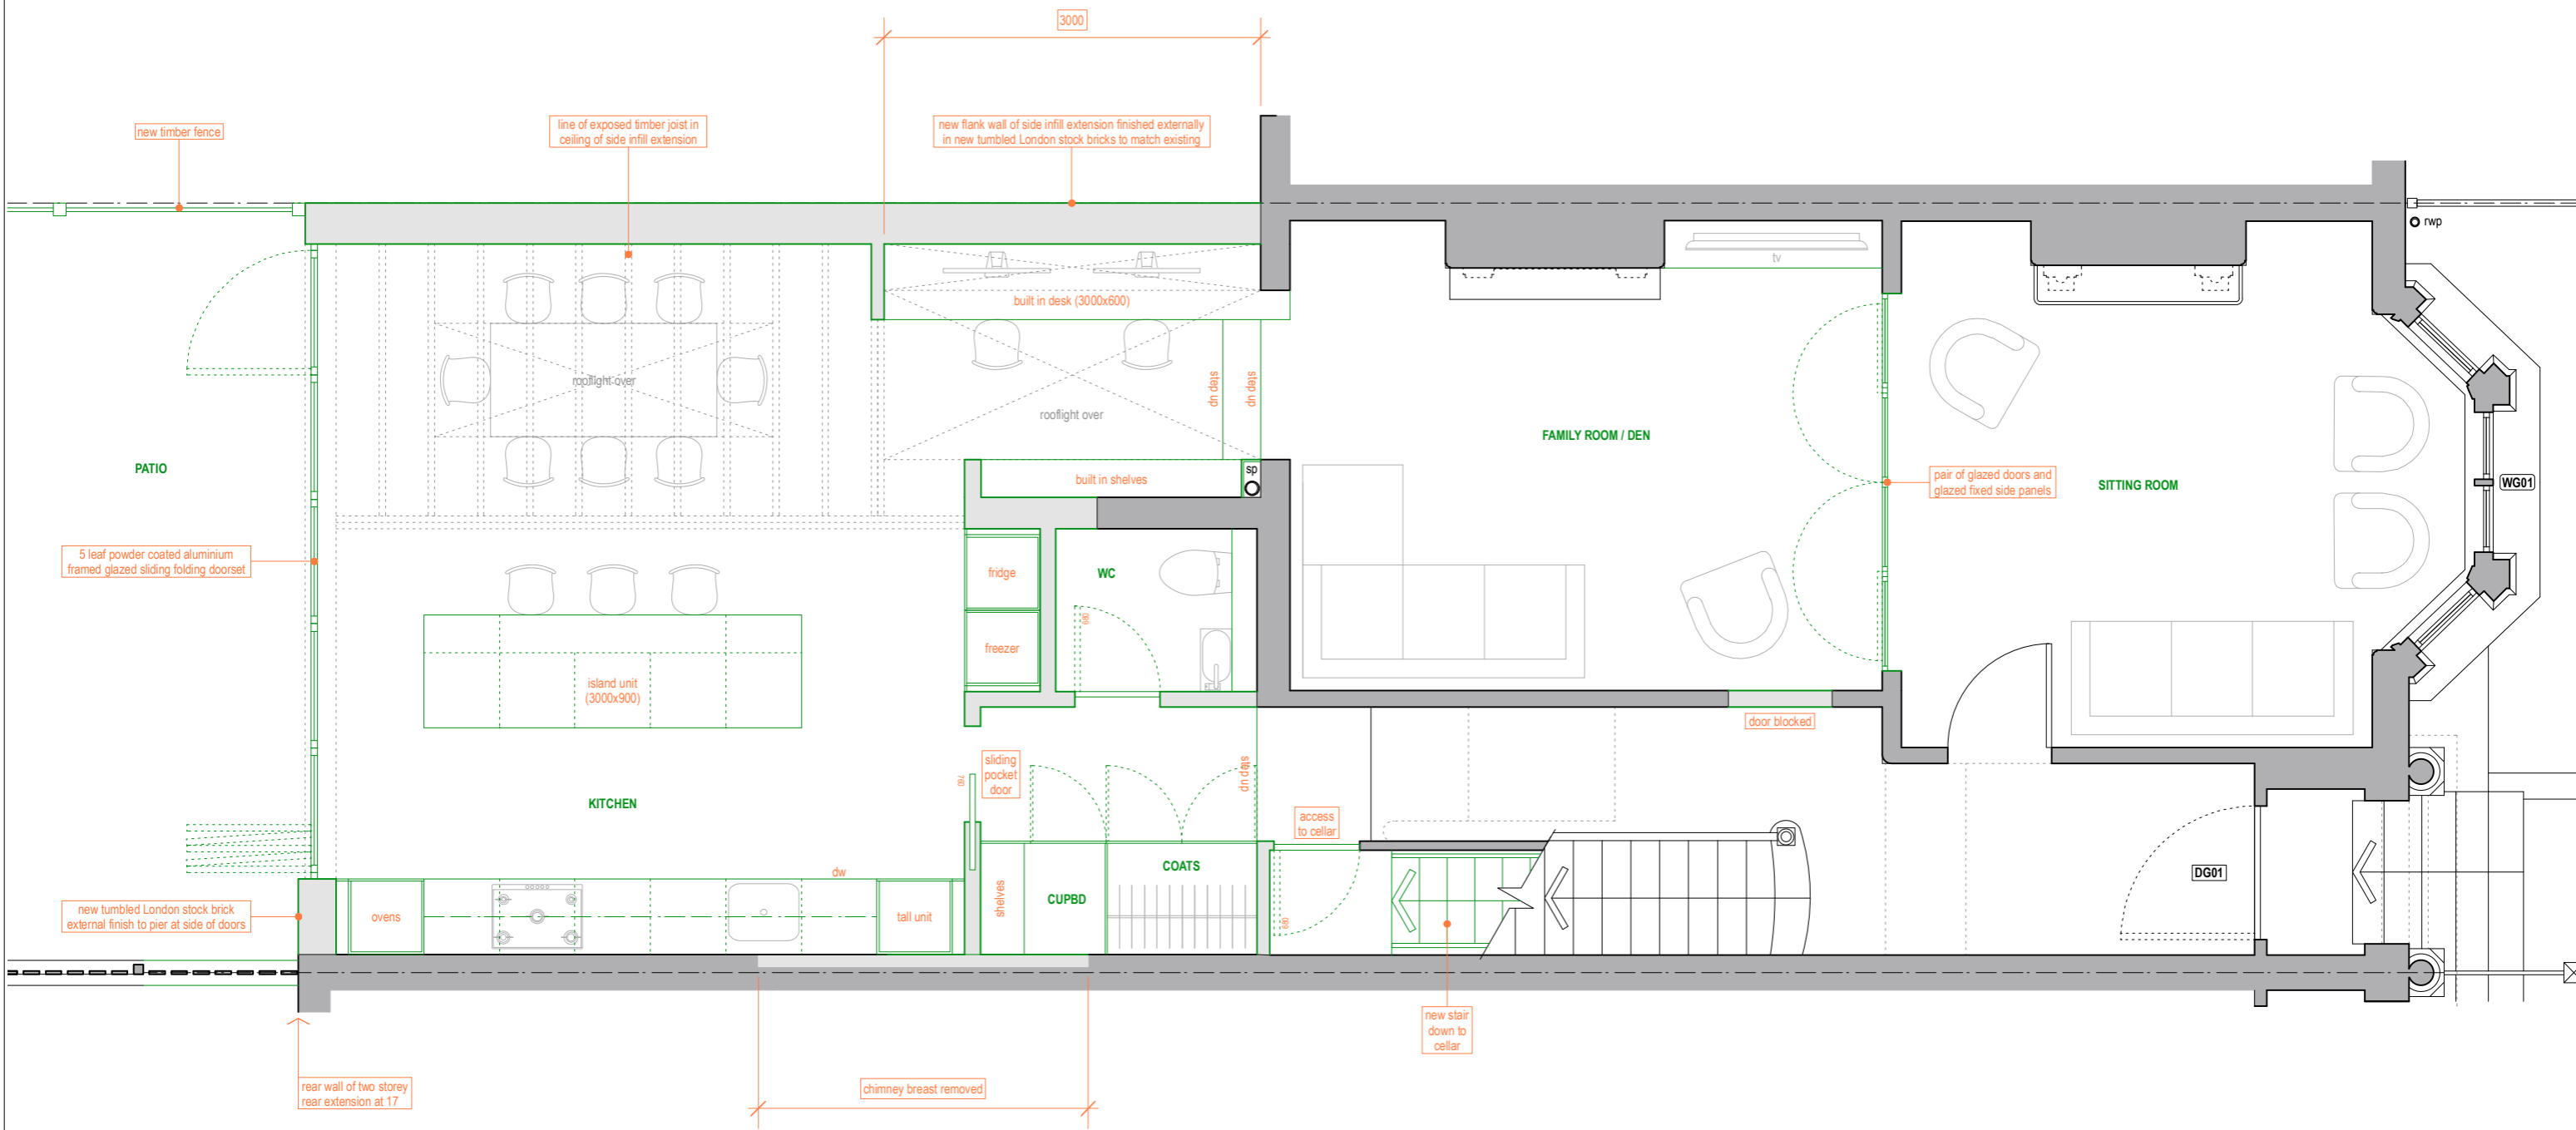 3000
new timber fence
line of exposed timber joist in
ceiling of side infill extension
new flank wall of side infill extension finished externally
in new tumbled London stock bricks to match existing
rwp
tv
built in desk (3000x600)
rooflight over
step up
step up
rooflight over
FAMILY ROOM / DEN
PATIO
built in shelves
sp
pair of glazed doors and
glazed fixed side panels
SITTING ROOM
WG01
5 leaf powder coated aluminium
framed glazed sliding folding doorset
fridge
WC
600
freezer
island unit
(3000x900)
door blocked
sliding
pocket
door
760
step up
KITCHEN
access
to cellar
COATS
dw
DG01
shelves
CUPBD
new tumbled London stock brick
external finish to pier at side of doors
ovens
tall unit
680
new stair
down to
cellar
rear wall of two storey
rear extension at 17
chimney breast removed